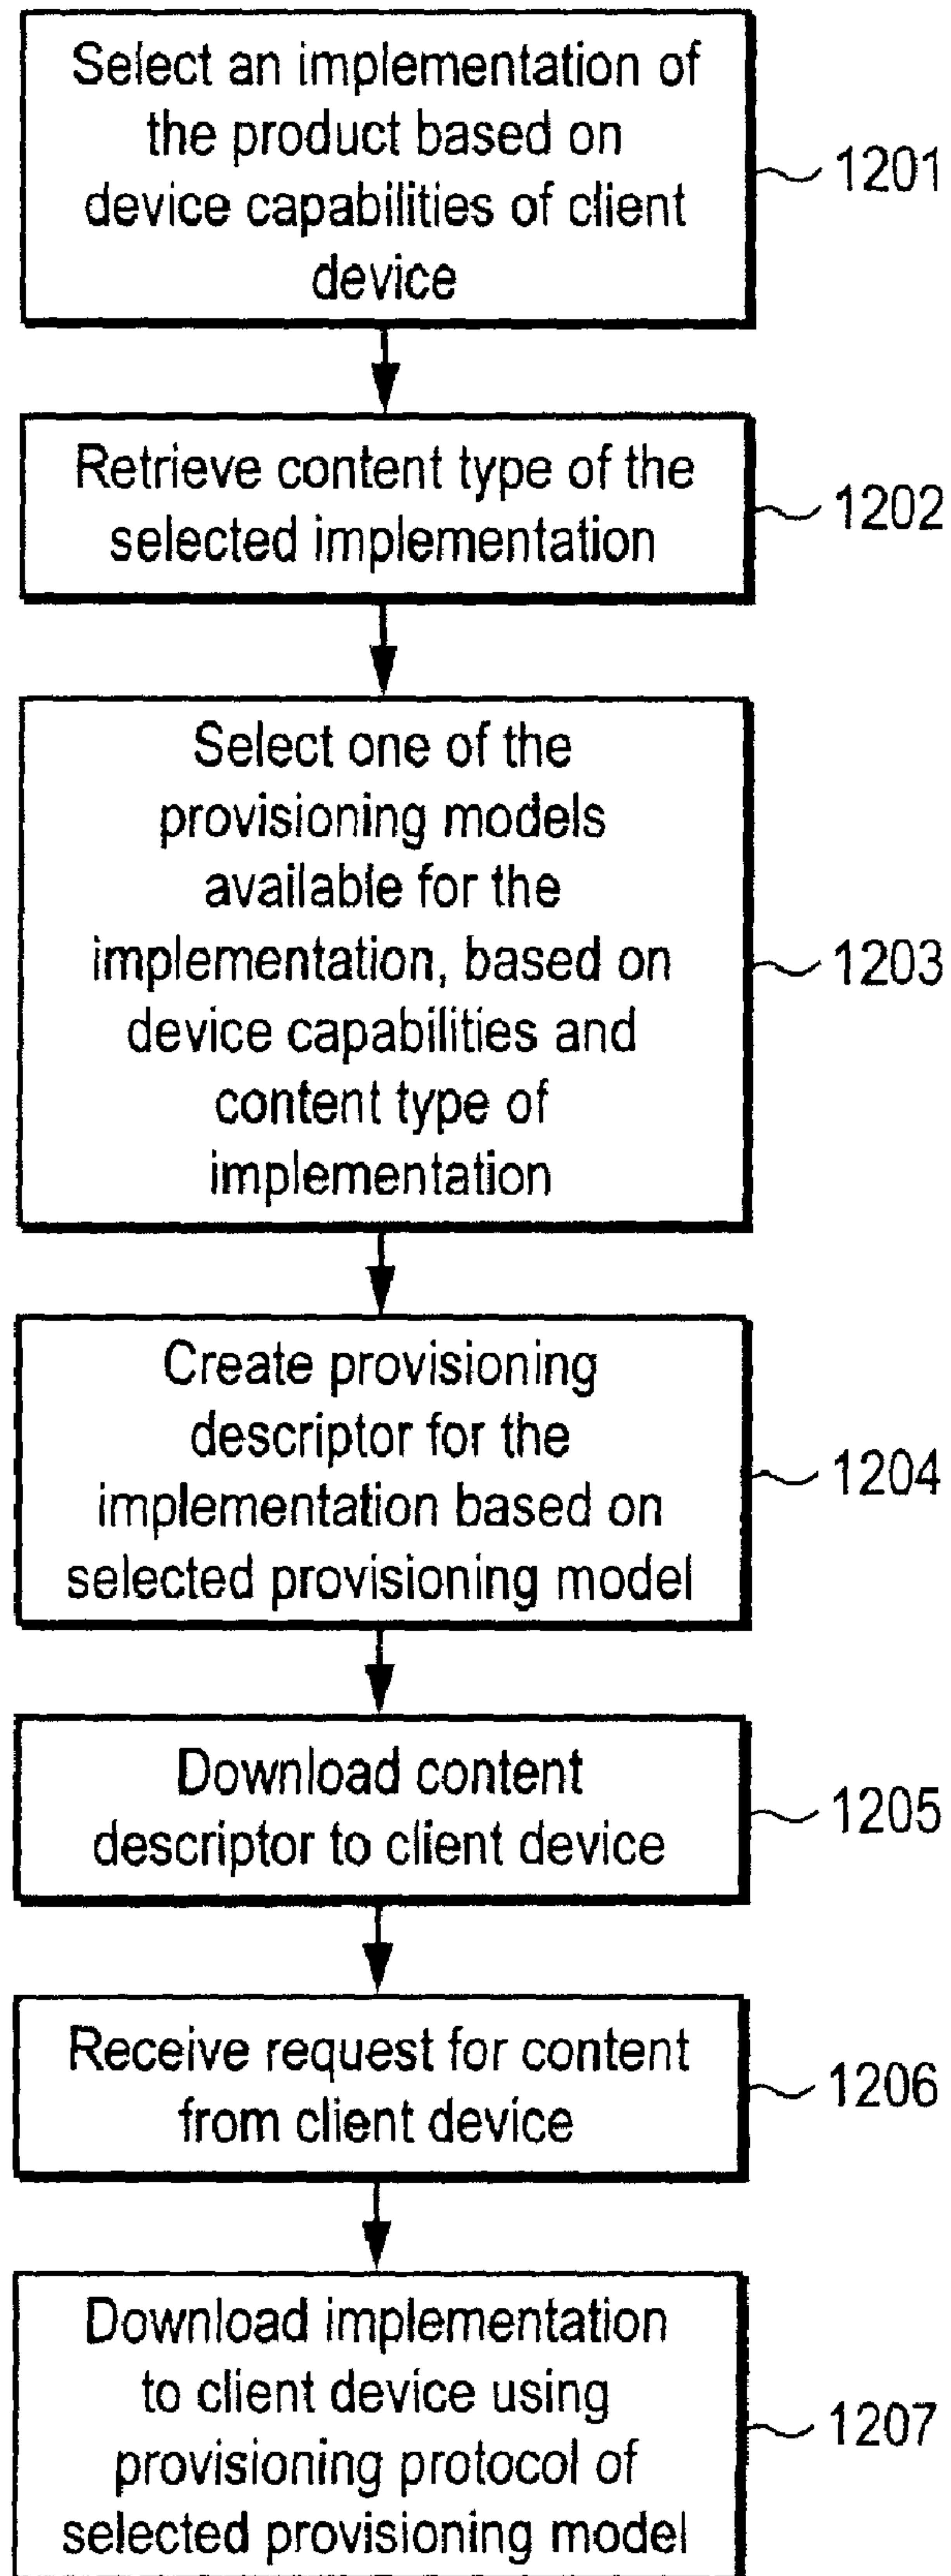 Select an implementation of
the product based on
device capabilities of client
device
1201
Retrieve content type of the
selected implementation
1202
Select one of the
provisioning models
available for the
implementation, based on
device capabilities and
content type of
implementation
1203
Create provisioning
descriptor for the
implementation based on
selected provisioning model
1204
Download content
descriptor to client device
1205
Receive request for content
from client device
1206
Download implementation
to client device using
provisioning protocol of
selected provisioning model
1207